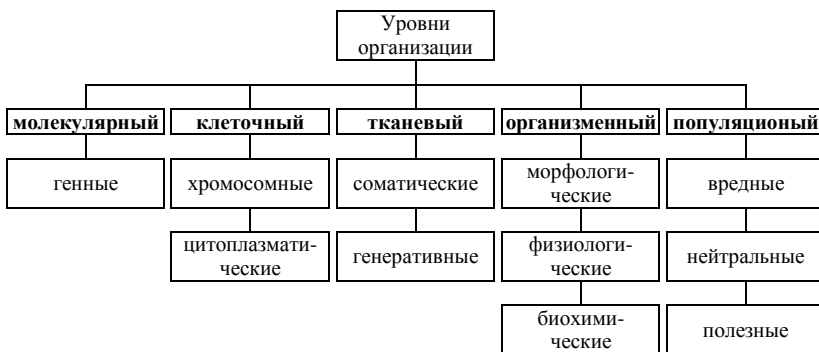 Уровни
организации
молекулярный
клеточный
тканевый
организменный
популяционый
генные
хромосомные
соматические
морфологи-
ческие
вредные
цитоплазмати-
ческие
генеративные
физиологи-
ческие
нейтральные
биохими-
ческие
полезные